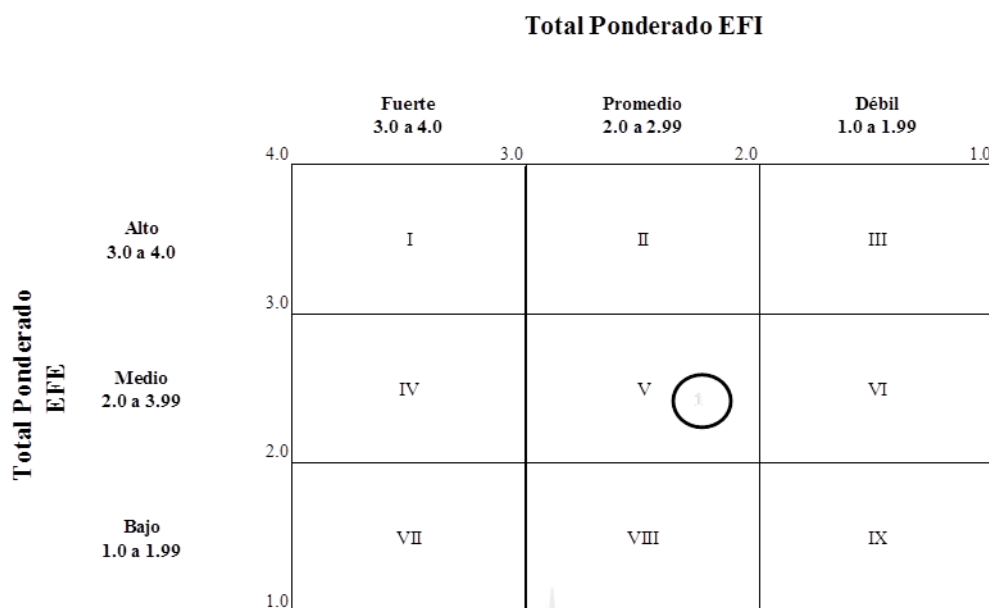 Total Ponderado EFI
Fuerte
3.0 a 4.0
Promedio
2.0 a 2.99
Débil
1.0 a 1.99
4.0
3.0
2.0
1.0
Alto
3.0 a 4.0
I
II
III
3.0
Total Ponderado
EFE
Medio
2.0 a 3.99
IV
V
1
VI
2.0
Bajo
1.0 a 1.99
VII
VIII
IX
1.0